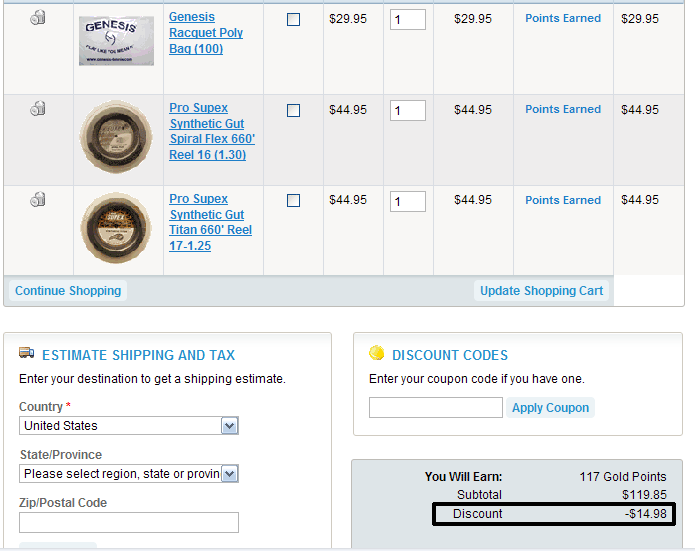 GENESIS
PLAY LIKE "OU MEAN I"
Genesis
Racquet Poly
Bag (100)
$29.95
1
$29.95
Points Earned
$29.95
Pro Supex
Synthetic Gut
Spiral Flex 660'
Reel 16 (1.30)
$44.95
1
$44.95
Points Earned
$44.95
SUPEX
Pro Supex
Synthetic Gut
Titan 660' Reel
17-1.25
$44.95
1
$44.95
Points Earned
$44.95
Continue Shopping
Update Shopping Cart
ESTIMATE SHIPPING AND TAX
Enter your destination to get a shipping estimate.
Country *
United States
State/Province
Please select region, state or provin
Zip/Postal Code
DISCOUNT CODES
Enter your coupon code if you have one.
Apply Coupon
You Will Earn: 117 Gold Points
Subtotal $119.85
Discount -$14.98